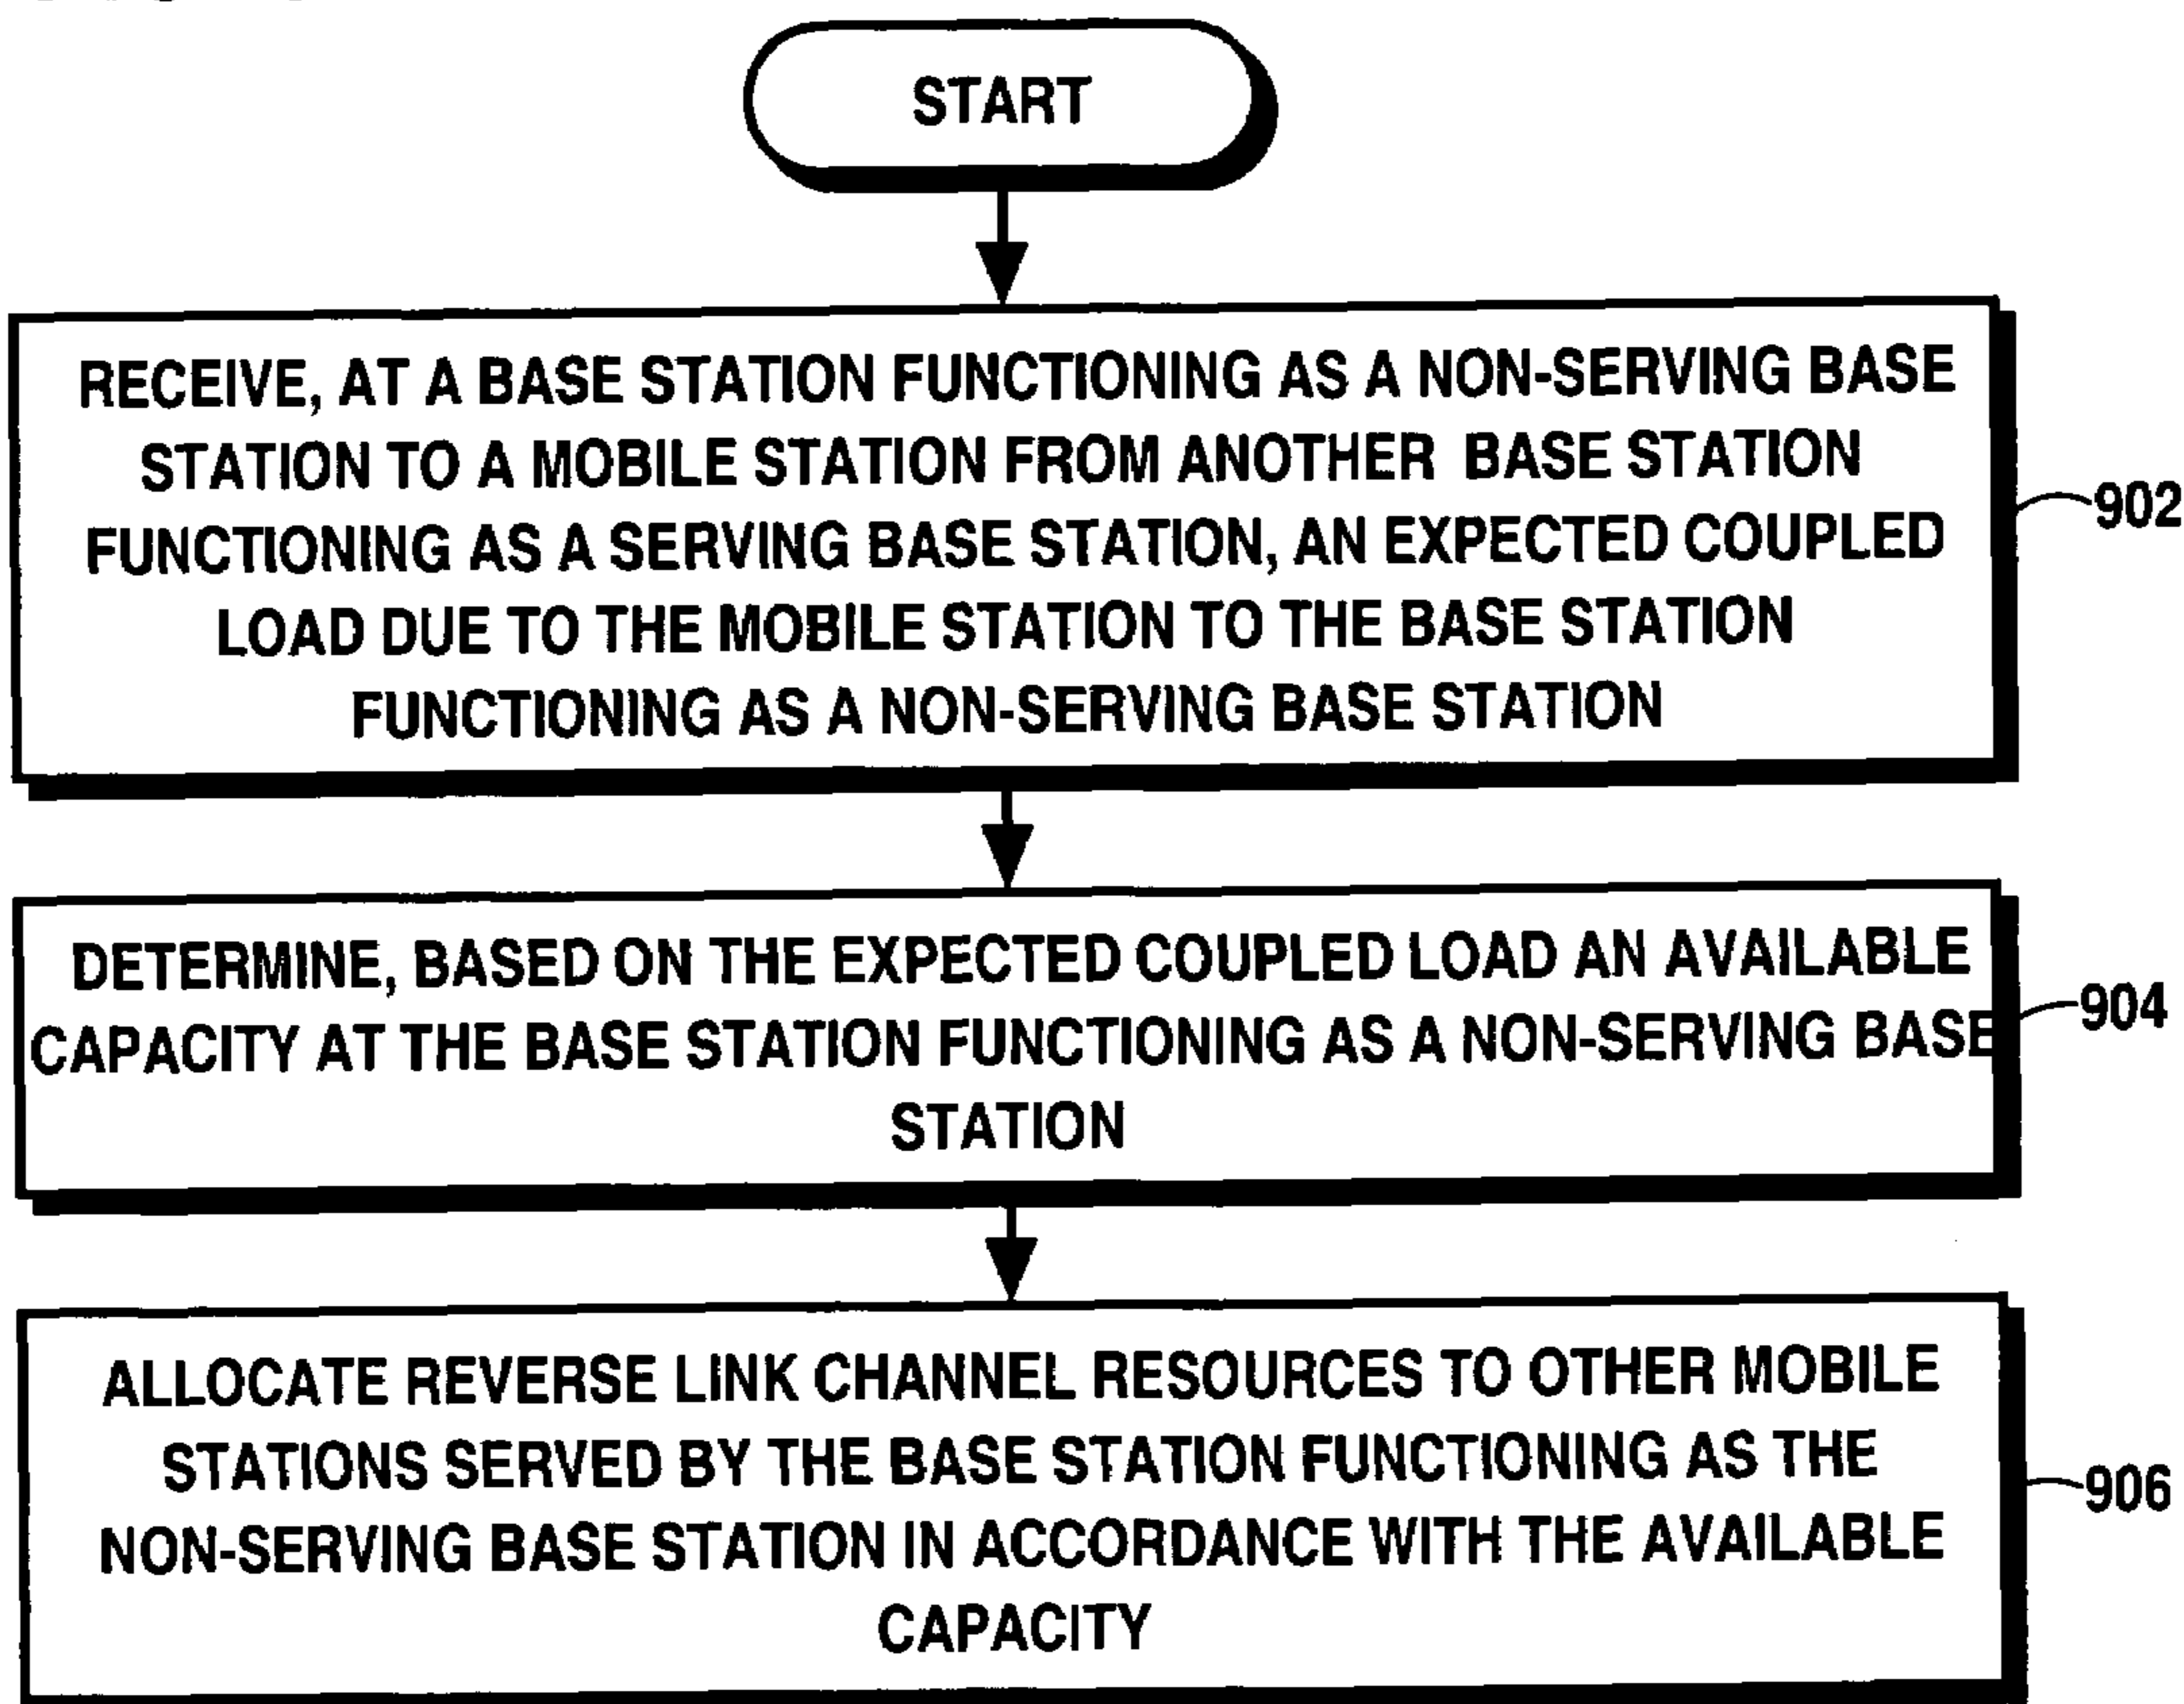 START
RECEIVE, AT A BASE STATION FUNCTIONING AS A NON-SERVING BASE
STATION TO A MOBILE STATION FROM ANOTHER BASE STATION
FUNCTIONING AS A SERVING BASE STATION, AN EXPECTED COUPLED
LOAD DUE TO THE MOBILE STATION TO THE BASE STATION
FUNCTIONING AS A NON-SERVING BASE STATION
902
DETERMINE, BASED ON THE EXPECTED COUPLED LOAD AN AVAILABLE
CAPACITY AT THE BASE STATION FUNCTIONING AS A NON-SERVING BASE
STATION
904
ALLOCATE REVERSE LINK CHANNEL RESOURCES TO OTHER MOBILE
STATIONS SERVED BY THE BASE STATION FUNCTIONING AS THE
NON-SERVING BASE STATION IN ACCORDANCE WITH THE AVAILABLE
CAPACITY
906